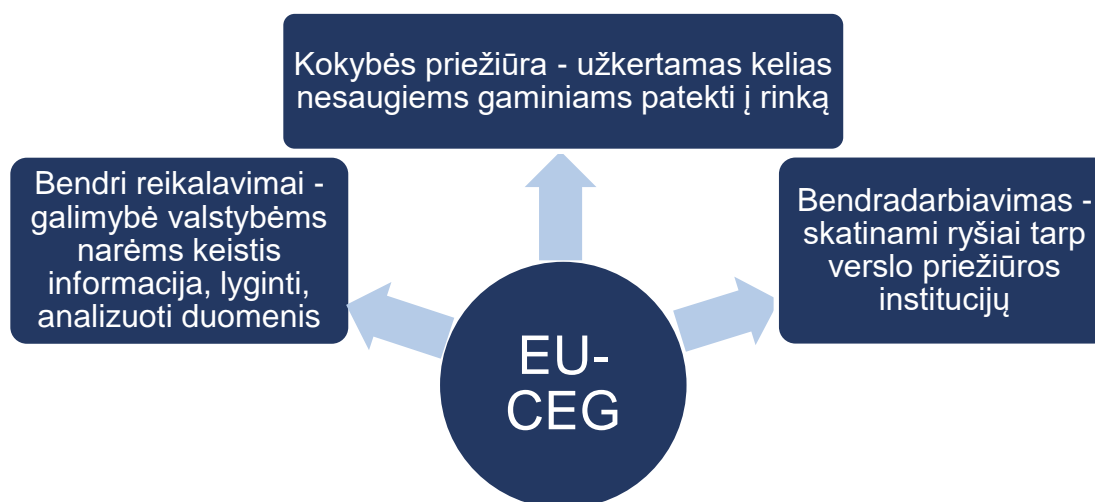 Kokybės priežiūra - užkertamas kelias
nesaugiems gaminiams patekti į rinką
Bendri reikalavimai -
galimybė valstybėms
narėms keistis
informacija, lyginti,
analizuoti duomenis
Bendradarbiavimas -
skatinami ryšiai tarp
verslo priežiūros
institucijų
EU-
CEG